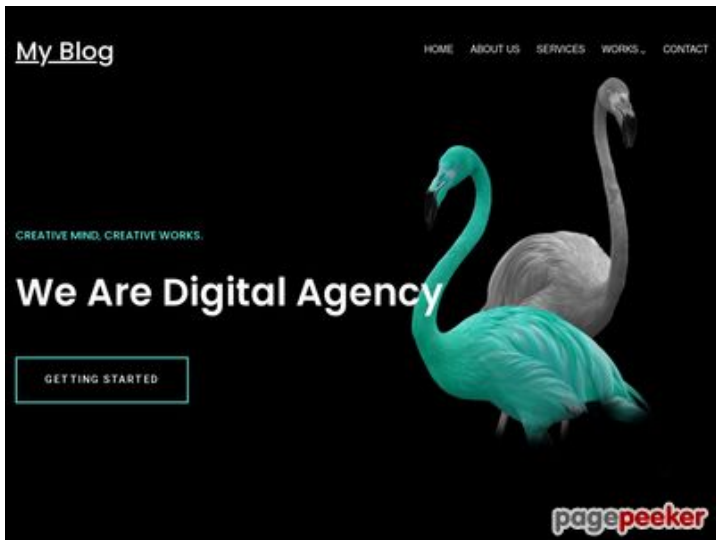 My Blog
HOME ABOUT US SERVICES WORKS CONTACT
CREATIVE MIND, CREATIVE WORKS.
We Are Digital Agency
GETTING STARTED
pagepeeker